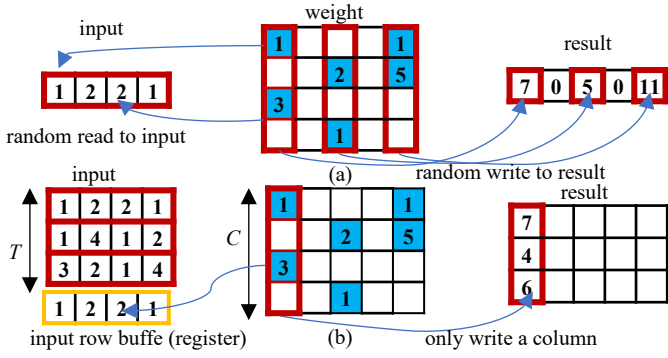 weight
input
result
1 1
1 2 2 1
2 5
7 0 5 0 11
3
random read to input
1
(a)
random write to result
input
result
T
1 2 2 1
1 4 1 2
3 2 1 4
1 2 2 1
input row buffe (register)
C
1 1
2 5
3
1
(b)
7
4
6
only write a column